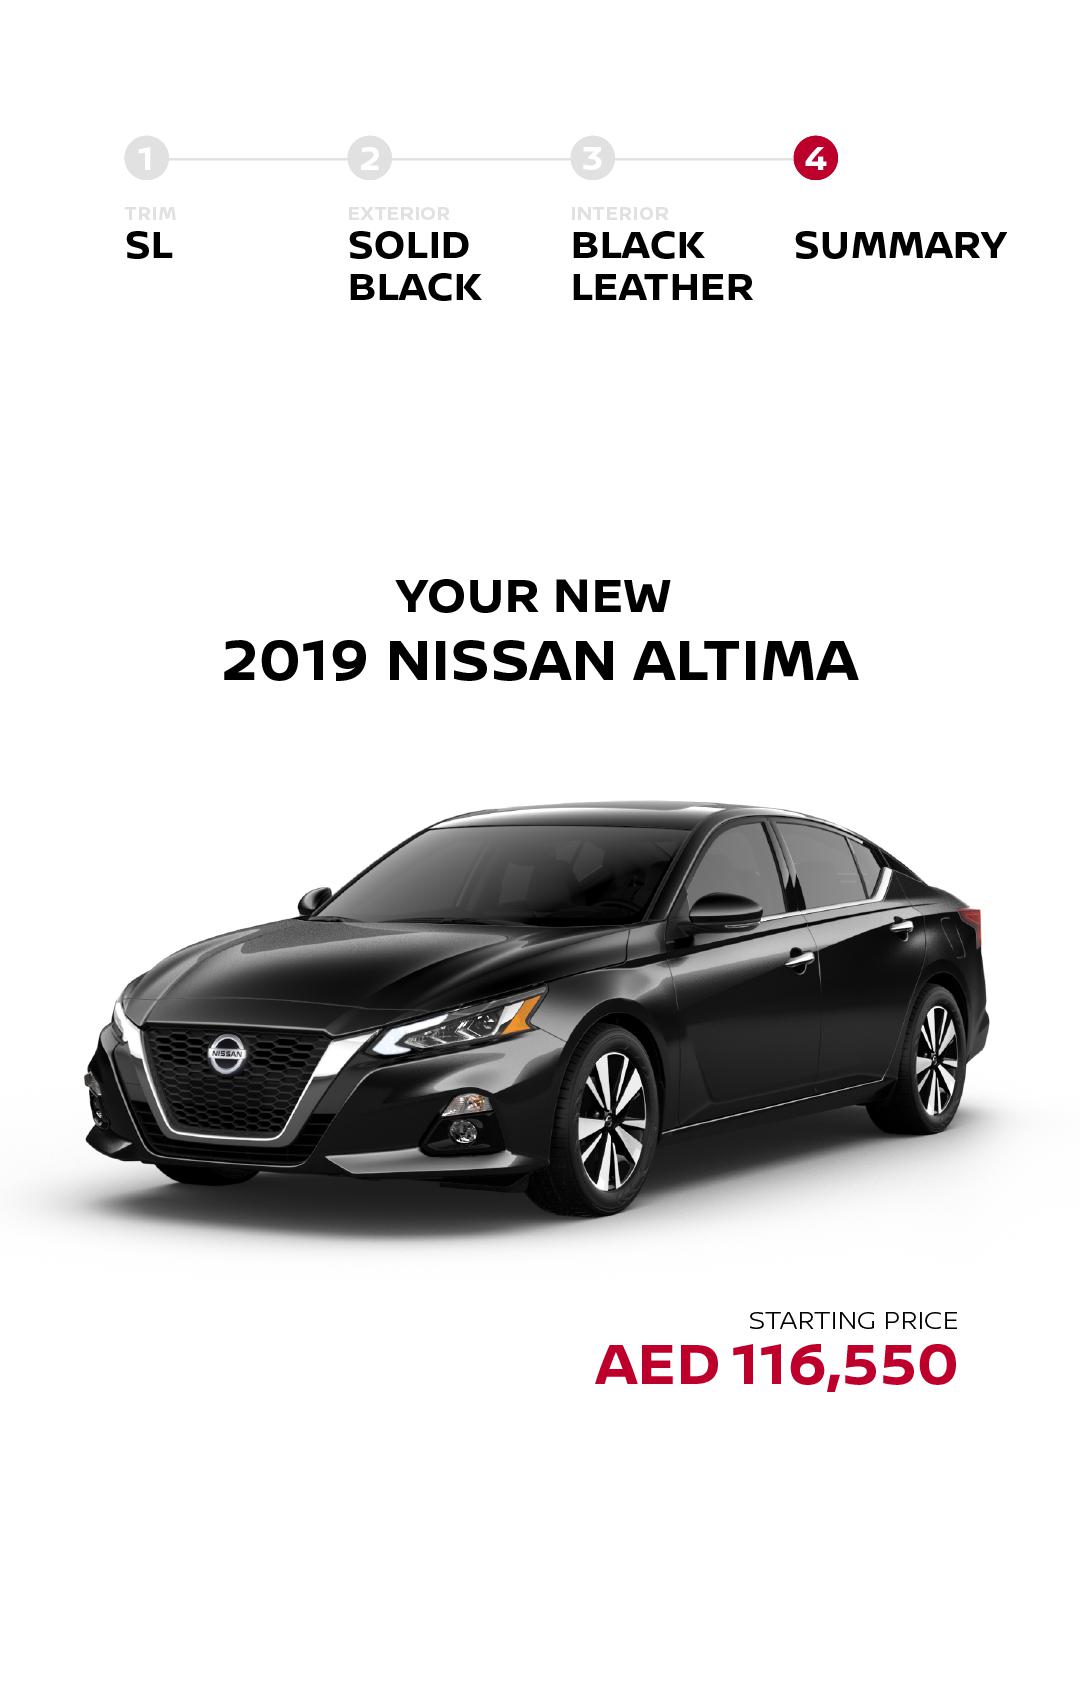 1
TRIM
SL
2
EXTERIOR
SOLID
BLACK
3
INTERIOR
BLACK
LEATHER
4
SUMMARY
YOUR NEW
2019 NISSAN ALTIMA
NISSAN
STARTING PRICE
AED 116,550